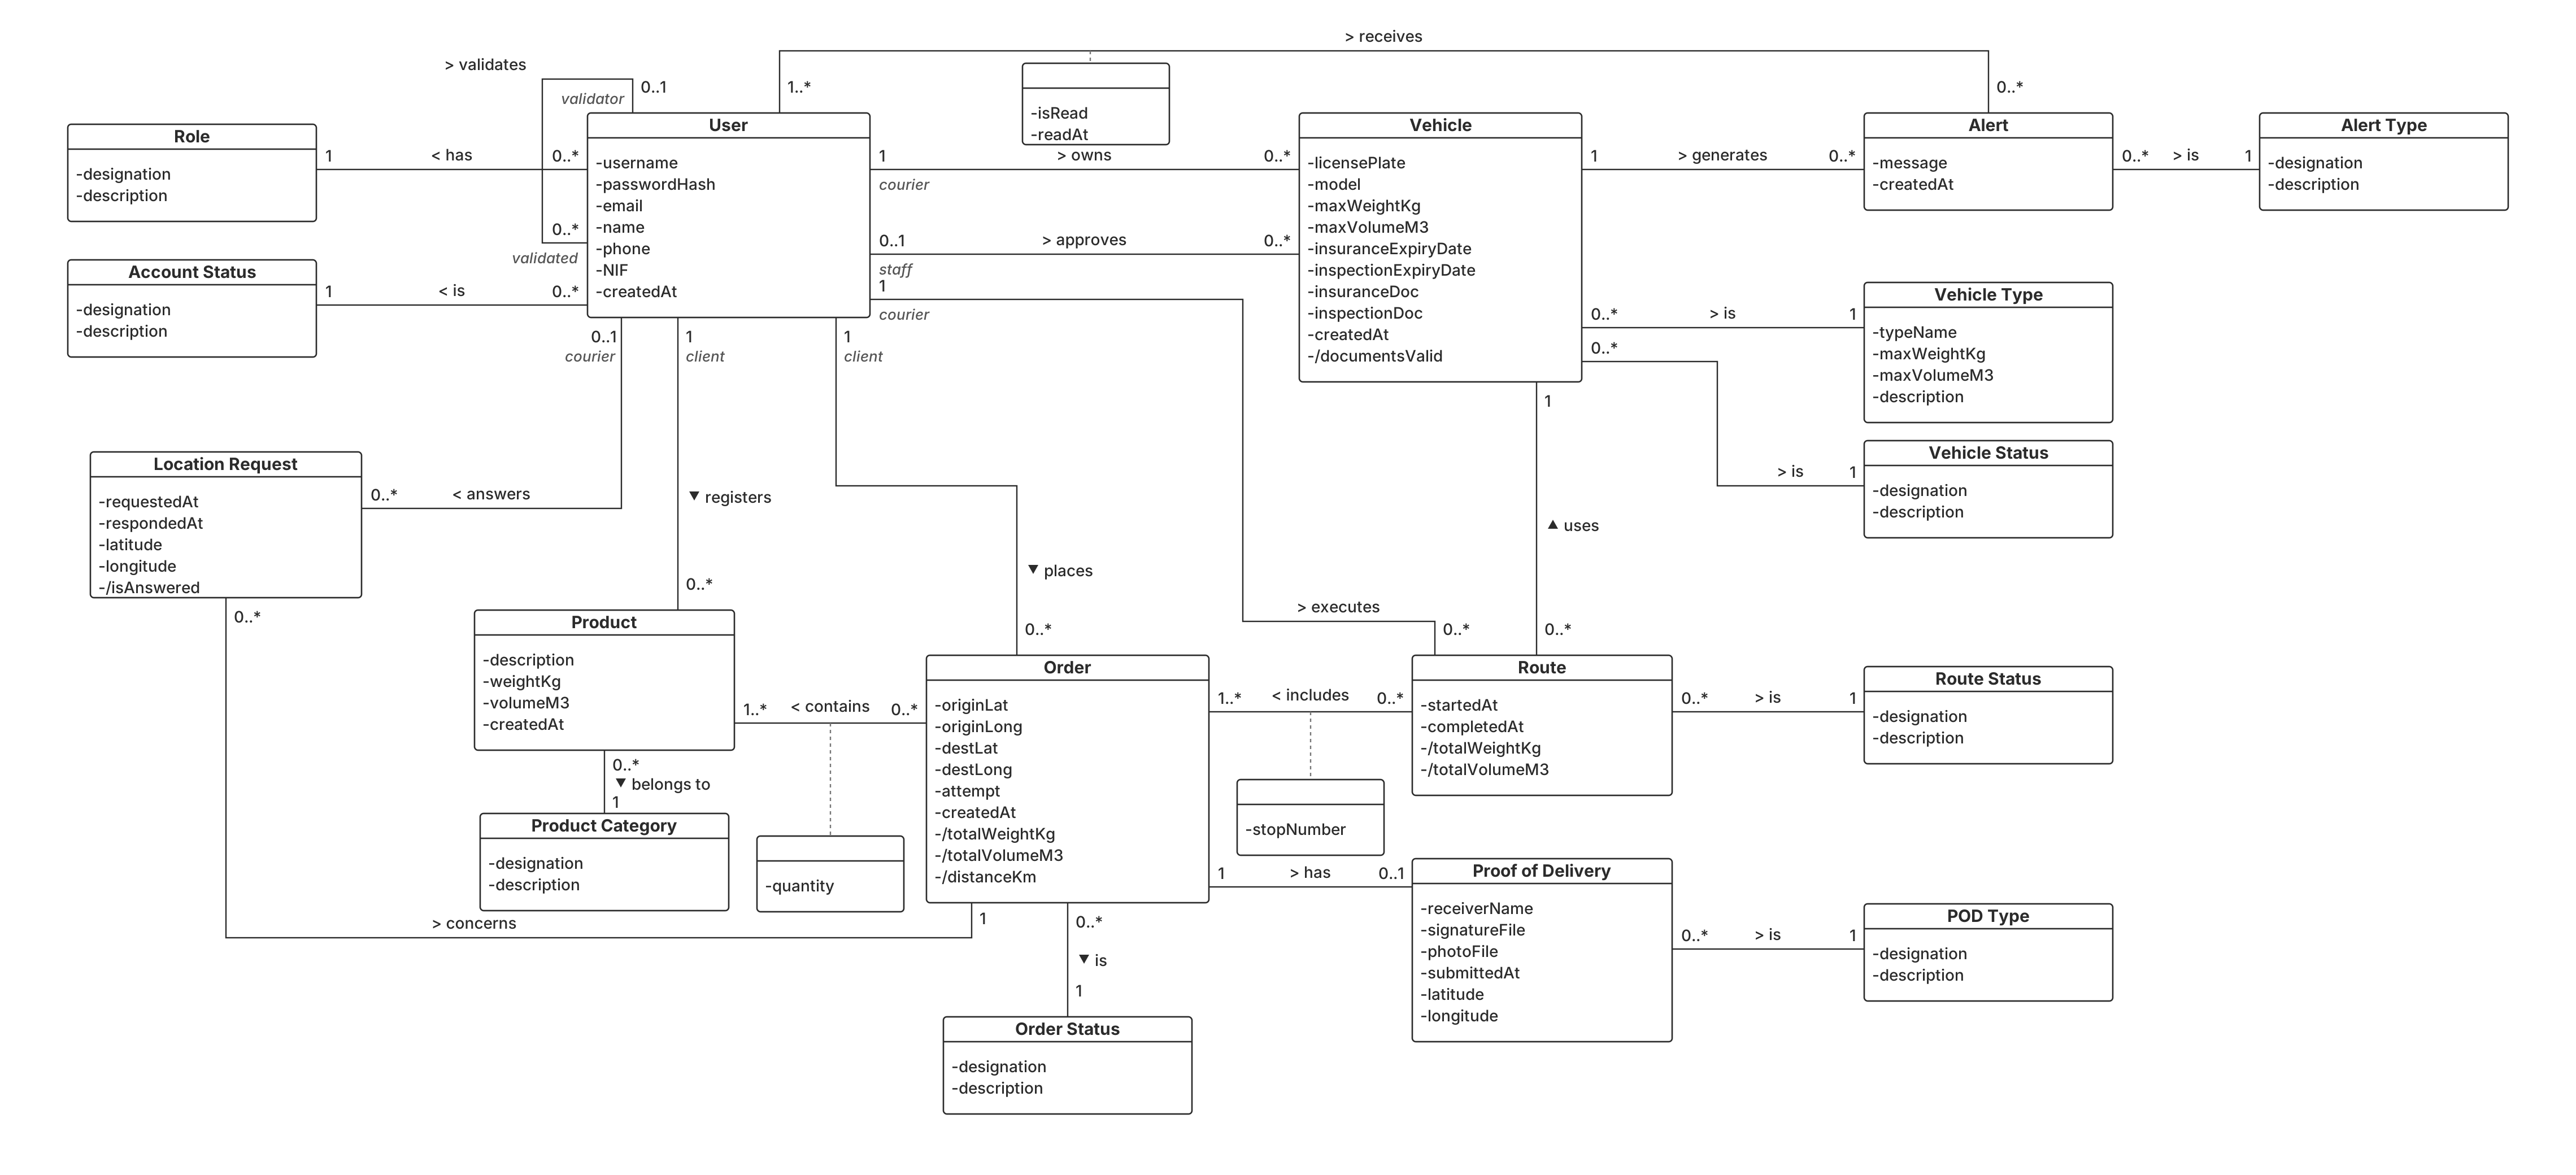 > receives
> validates
validator
0..1
1..*
0..*
-isRead
-readAt
Role
-designation
-description
1
< has
0..*
0..*
validated
User
-username
-passwordHash
-email
-name
-phone
-NIF
-createdAt
1
> owns
0..*
courier
0..1
> approves
0..*
staff
1
courier
Vehicle
-licensePlate
-model
-maxWeightKg
-maxVolumeM3
-insuranceExpiryDate
-inspectionExpiryDate
-insuranceDoc
-inspectionDoc
-createdAt
-/documentsValid
1
> generates
0..*
Alert
-message
-createdAt
0..*
> is
1
Alert Type
-designation
-description
Account Status
-designation
-description
1
< is
0..*
0..*
> is
1
Vehicle Type
-typeName
-maxWeightKg
-maxVolumeM3
-description
0..*
> is
1
Vehicle Status
-designation
-description
0..1
courier
1
client
1
client
1
Location Request
-requestedAt
-respondedAt
-latitude
-longitude
-/isAnswered
0..*
< answers
▼ registers
0..*
▼ places
0..*
▲ uses
0..*
> executes
0..*
0..*
Product
-description
-weightKg
-volumeM3
-createdAt
1..*
< contains
0..*
Order
-originLat
-originLong
-destLat
-destLong
-attempt
-createdAt
-/totalWeightKg
-/totalVolumeM3
-/distanceKm
1..*
< includes
0..*
Route
-startedAt
-completedAt
-/totalWeightKg
-/totalVolumeM3
0..*
> is
1
Route Status
-designation
-description
0..*
▼ belongs to
1
Product Category
-designation
-description
-quantity
-stopNumber
1
> has
0..1
Proof of Delivery
-receiverName
-signatureFile
-photoFile
-submittedAt
-latitude
-longitude
0..*
> is
1
POD Type
-designation
-description
> concerns
1
0..*
▼ is
1
Order Status
-designation
-description